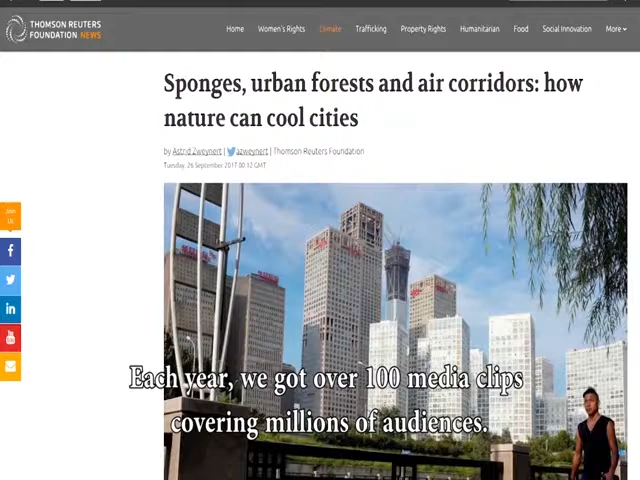 THOMSON REUTERS
FOUNDATION NEWS
Home Women's Rights Climate Trafficking Property Rights Humanitarian Food Social Innovation More
Sponges, urban forests and air corridors: how
nature can cool cities
by Astrid Zweynert | azweynert | Thomson Reuters Foundation
Tuesday, 26 September 2017 00:12 GMT
Join
Us
Each year, we got over 100 media clips
covering millions of audiences.